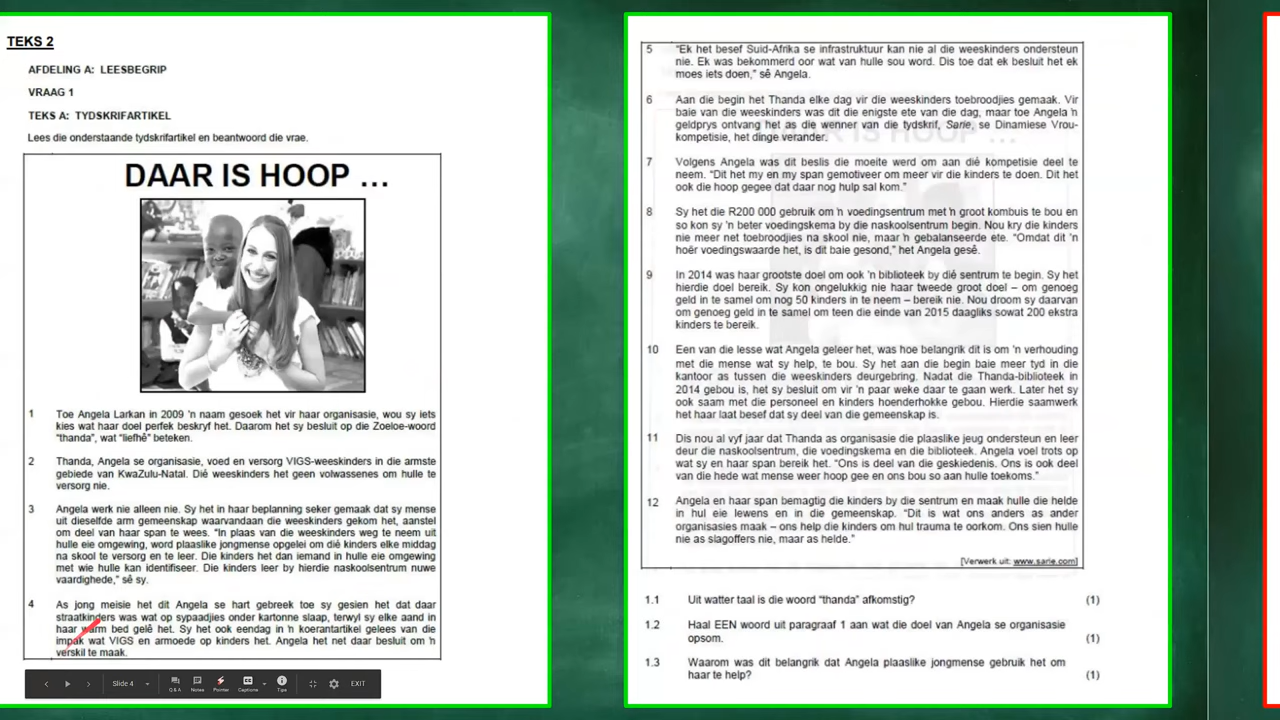 TEKS 2
AFDELING A: LEESBEGRIP
VRAAG 1
TEKS A: TYDSKRIFARTIKEL
Lees die onderstaande tydskrifartikel en beantwoord die vrae.
DAAR IS HOOP ...
1 Toe Angela Larkan in 2009 'n naam gesoek het vir haar organisasie, wou sy iets
kies wat haar doel perfek beskryf het. Daarom het sy besluit op die Zoeloe-woord
"thanda", wat "liefhê" beteken.
2 Thanda, Angela se organisasie, voed en versorg VIGS-weeskinders in die armste
gebiede van KwaZulu-Natal. Dié weeskinders het geen volwassenes om hulle te
versorg nie.
3 Angela werk nie alleen nie. Sy het in haar beplanning seker gemaak dat sy mense
uit dieselfde arm gemeenskap waarvandaan die weeskinders gekom het, aanstel
om deel van haar span te wees. "In plaas van die weeskinders weg te neem uit
hulle eie omgewing, word plaaslike jongmense opgelei om dié kinders elke middag
na skool te versorg en te leer. Die kinders het dan iemand in hulle eie omgewing
met wie hulle kan identifiseer. Die kinders leer by hierdie naskoolsentrum nuwe
vaardighede," sê sy.
4 As jong meisie het dit Angela se hart gebreek toe sy gesien het dat daar
straatkinders was wat op sypaadjies onder kartonne slaap, terwyl sy elke aand in
haar warm bed gelê het. Sy het ook eendag in 'n koerantartikel gelees van die
impak wat VIGS en armoede op kinders het. Angela het net daar besluit om 'n
verskil te maak.
Slide 4
Q & A
Notes
Pointer
Captions
Tips
EXIT
5 "Ek het besef Suid-Afrika se infrastruktuur kan nie al die weeskinders ondersteun
nie. Ek was bekommerd oor wat van hulle sou word. Dis toe dat ek besluit het ek
moes iets doen," sê Angela.
6 Aan die begin het Thanda elke dag vir die weeskinders toebroodjies gemaak. Vir
baie van die weeskinders was dit die enigste ete van die dag, maar toe Angela 'n
geldprys ontvang het as die wenner van die tydskrif, Sarie, se Dinamiese Vrou-
kompetisie, het dinge verander.
7 Volgens Angela was dit beslis die moeite werd om aan dié kompetisie deel te
neem. "Dit het my en my span gemotiveer om meer vir die kinders te doen. Dit het
ook die hoop gegee dat daar nog hulp sal kom."
8 Sy het die R200 000 gebruik om 'n voedingsentrum met 'n groot kombuis te bou en
so kon sy 'n beter voedingskema by die naskoolsentrum begin. Nou kry die kinders
nie meer net toebroodjies na skool nie, maar 'n gebalanseerde ete. "Omdat dit 'n
hoër voedingswaarde het, is dit baie gesond," het Angela gesê.
9 In 2014 was haar grootste doel om ook 'n biblioteek by dié sentrum te begin. Sy het
hierdie doel bereik. Sy kon ongelukkig nie haar tweede groot doel – om genoeg
geld in te samel om nog 50 kinders in te neem – bereik nie. Nou droom sy daarvan
om genoeg geld in te samel om teen die einde van 2015 daagliks sowat 200 ekstra
kinders te bereik.
10 Een van die lesse wat Angela geleer het, was hoe belangrik dit is om 'n verhouding
met die mense wat sy help, te bou. Sy het aan die begin baie meer tyd in die
kantoor as tussen die weeskinders deurgebring. Nadat die Thanda-biblioteek in
2014 gebou is, het sy besluit om vir 'n paar weke daar te gaan werk. Later het sy
ook saam met die personeel en kinders hoenderhokke gebou. Hierdie saamwerk
het haar laat besef dat sy deel van die gemeenskap is.
11 Dis nou al vyf jaar dat Thanda as organisasie die plaaslike jeug ondersteun en leer
deur die naskoolsentrum, die voedingskema en die biblioteek. Angela voel trots op
wat sy en haar span bereik het. "Ons is deel van die geskiedenis. Ons is ook deel
van die hede wat mense weer hoop gee en ons bou so aan hulle toekoms."
12 Angela en haar span bemagtig die kinders by die sentrum en maak hulle die helde
in hul eie lewens en in die gemeenskap. "Dit is wat ons anders as ander
organisasies maak – ons help die kinders om hul trauma te oorkom. Ons sien hulle
nie as slagoffers nie, maar as helde."
[Verwerk uit: www.sarie.com]
1.1 Uit watter taal is die woord "thanda" afkomstig? (1)
1.2 Haal EEN woord uit paragraaf 1 aan wat die doel van Angela se organisasie
opsom. (1)
1.3 Waarom was dit belangrik dat Angela plaaslike jongmense gebruik het om
haar te help? (1)